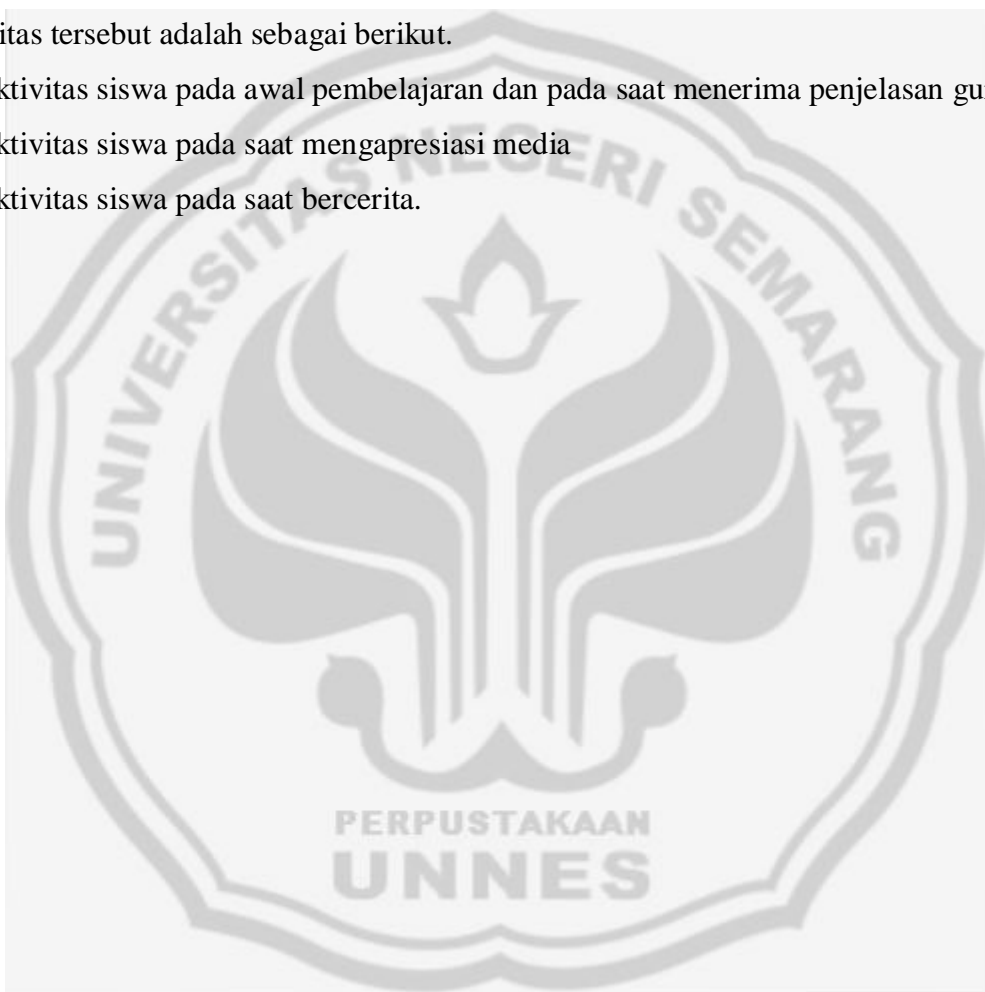 itas tersebut adalah sebagai berikut.
ktivitas siswa pada awal pembelajaran dan pada saat menerima penjelasan gu
ktivitas siswa pada saat mengapresiasi media
ktivitas siswa pada saat bercerita.
UNIVERSITAS NEGERI SEMARANG
PERPUSTAKAAN
UNNES